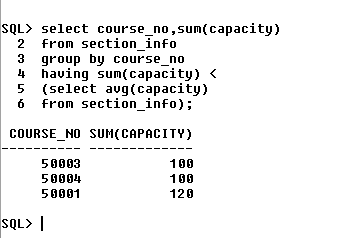 SQL> select course_no,sum(capacity)
  2  from section_info
  3  group by course_no
  4  having sum(capacity) <
  5  (select avg(capacity)
  6  from section_info);
 COURSE_NO SUM(CAPACITY)
---------- -------------
     50003           100
     50004           100
     50001           120
SQL>